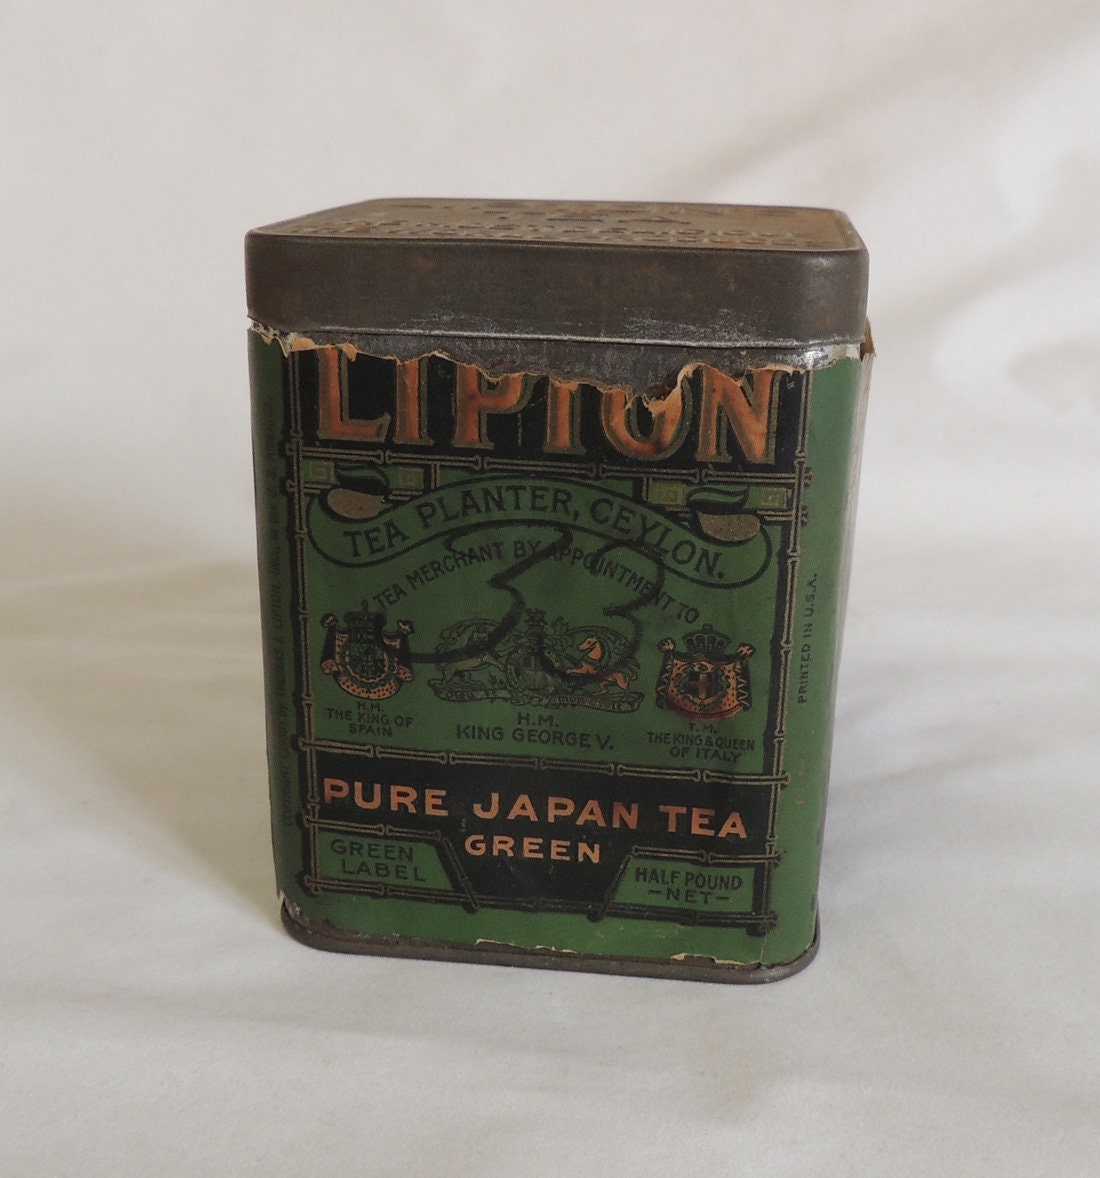 LIPTON
TEA PLANTER, CEYLON.
TEA MERCHANT BY APPOINTMENT TO
33
H.M.
THE KING OF
SPAIN
H.M.
KING GEORGE V.
T.M.
THE KING & QUEEN
OF ITALY
PURE JAPAN TEA
GREEN
GREEN
LABEL
HALF POUND
-NET-
PRINTED IN U.S.A.